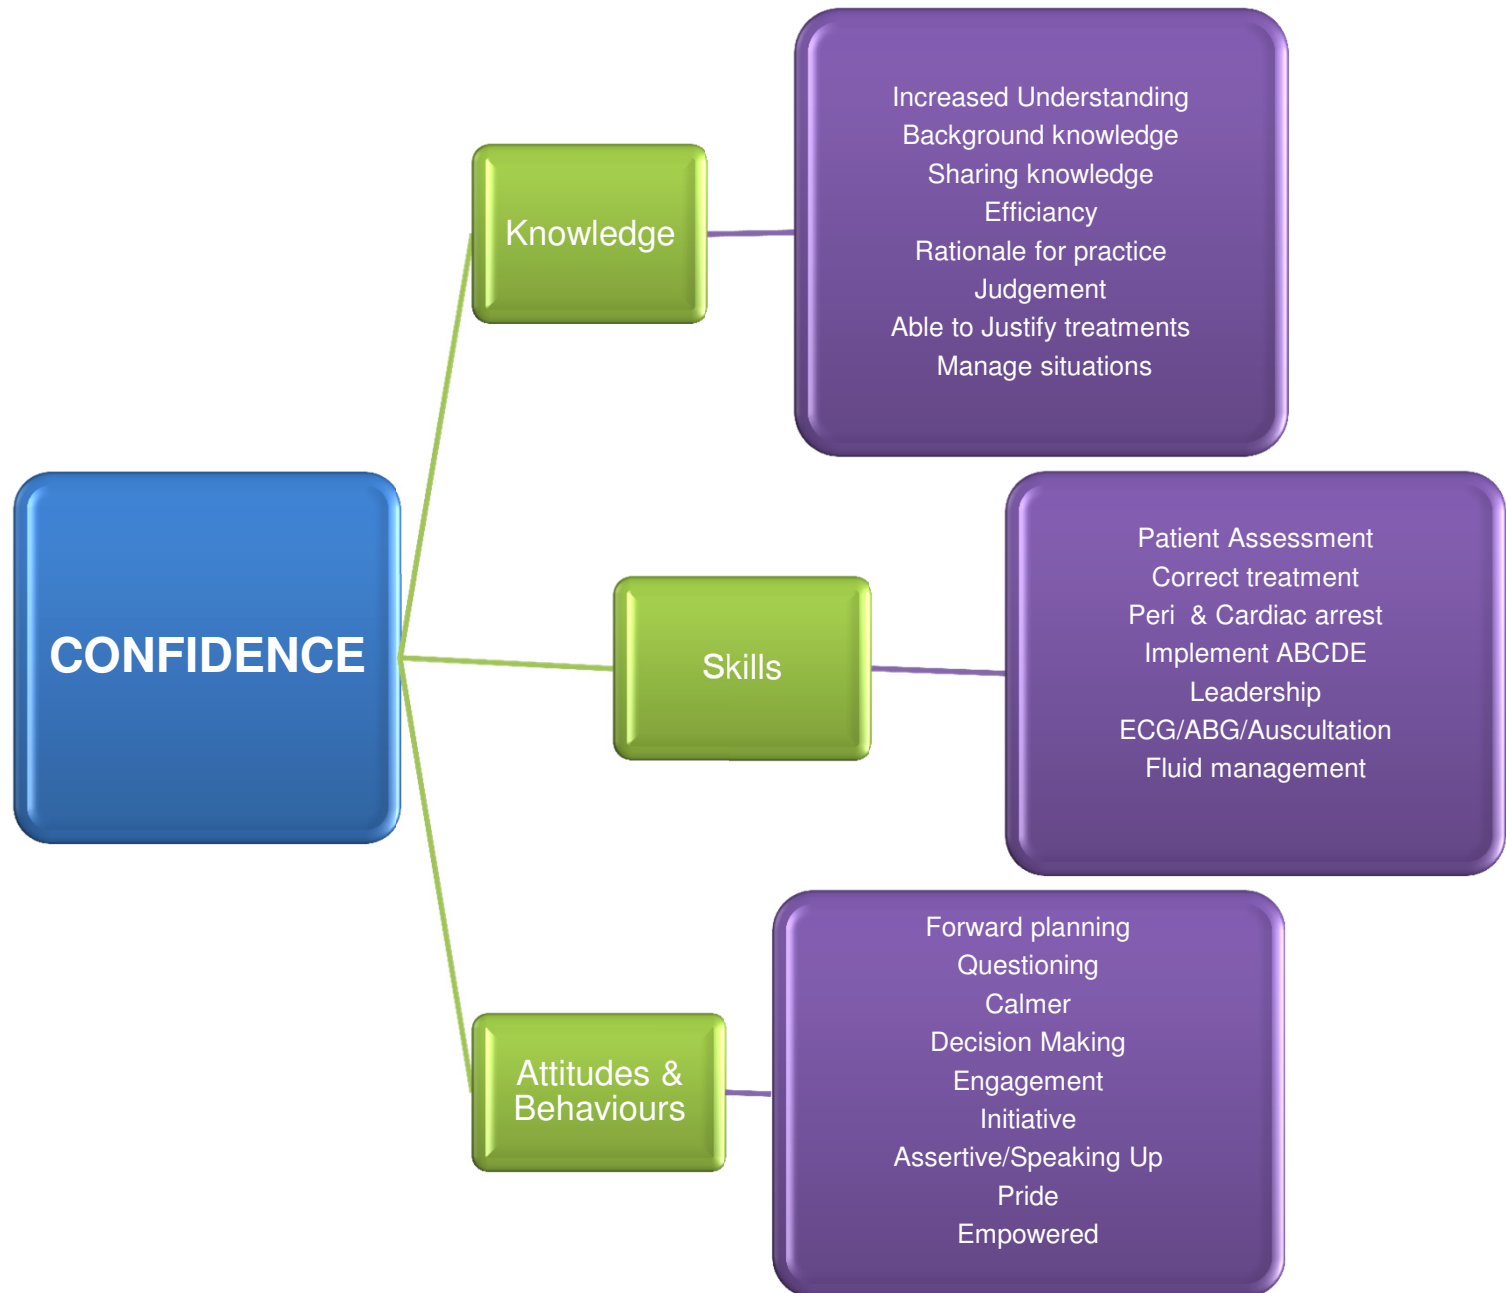 CONFIDENCE
Knowledge
Increased Understanding
Background knowledge
Sharing knowledge
Efficiancy
Rationale for practice
Judgement
Able to Justify treatments
Manage situations
Skills
Patient Assessment
Correct treatment
Peri  & Cardiac arrest
Implement ABCDE
Leadership
ECG/ABG/Auscultation
Fluid management
Attitudes &
Behaviours
Forward planning
Questioning
Calmer
Decision Making
Engagement
Initiative
Assertive/Speaking Up
Pride
Empowered